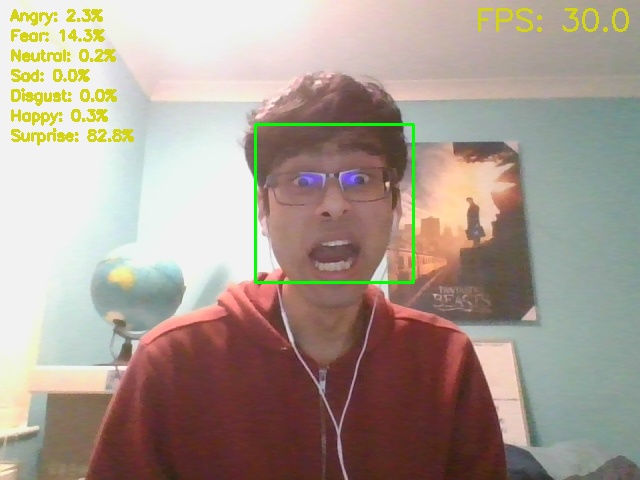 Angry: 2.3%
Fear: 14.3%
Neutral: 0.2%
Sad: 0.0%
Disgust: 0.0%
Happy: 0.3%
Surprise: 82.8%
FPS: 30.0
FANTASTIC
BEASTS